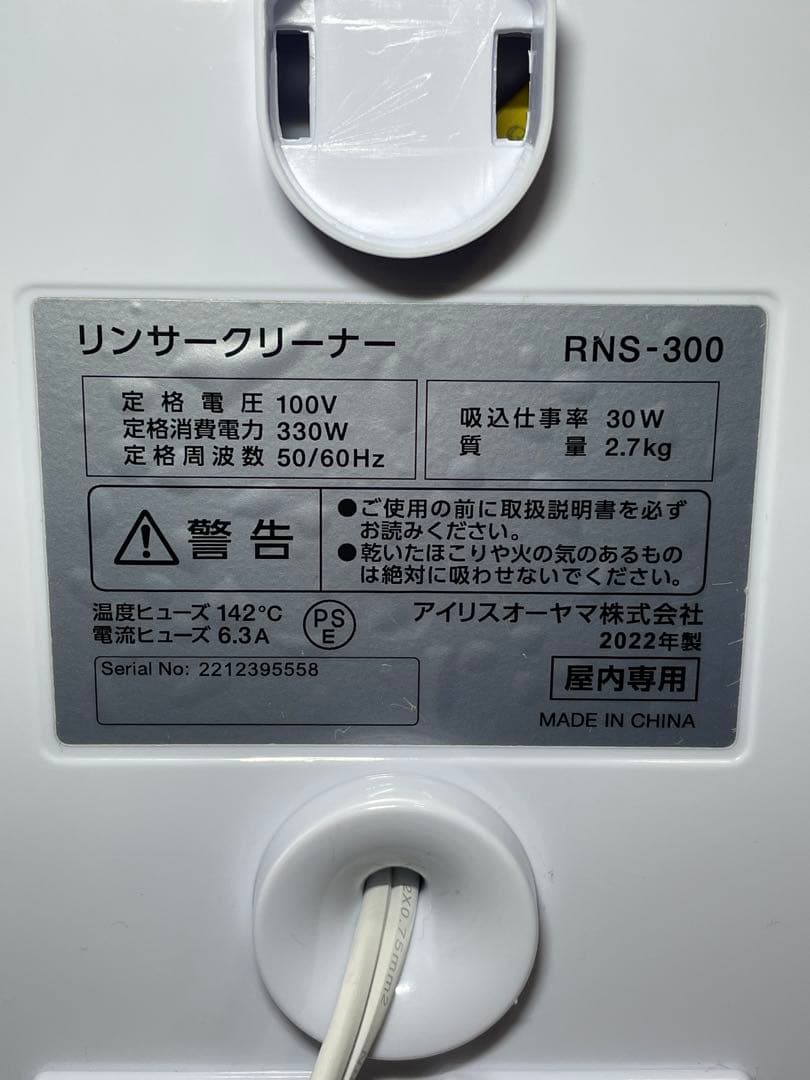 リンサークリーナー RNS-300
定格電圧 100V
定格消費電力 330W
定格周波数 50/60Hz
吸込仕事率 30W
質量 2.7kg
警告
●ご使用の前に取扱説明書を必ず
お読みください。
●乾いたほこりや火の気のあるもの
は絶対に吸わせないでください。
温度ヒューズ 142℃
電流ヒューズ 6.3A
PS
E
アイリスオーヤマ株式会社
2022年製
Serial No: 2212395558
屋内専用
MADE IN CHINA
2X0.75mm2